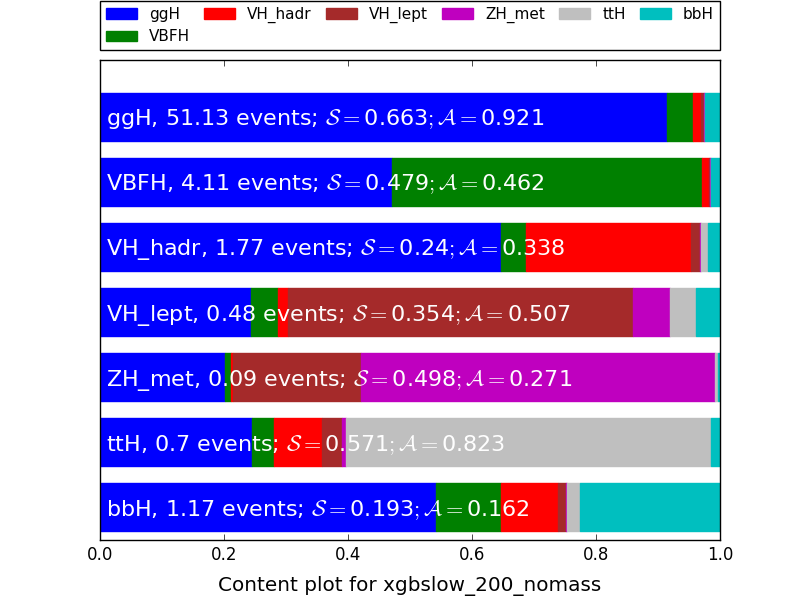 ggH VH_hadr VH_lept ZH_met ttH bbH
VBFH
ggH, 51.13 events; 𝒮 = 0.663; 𝒜 = 0.921
VBFH, 4.11 events; 𝒮 = 0.479; 𝒜 = 0.462
VH_hadr, 1.77 events; 𝒮 = 0.24; 𝒜 = 0.338
VH_lept, 0.48 events; 𝒮 = 0.354; 𝒜 = 0.507
ZH_met, 0.09 events; 𝒮 = 0.498; 𝒜 = 0.271
ttH, 0.7 events; 𝒮 = 0.571; 𝒜 = 0.823
bbH, 1.17 events; 𝒮 = 0.193; 𝒜 = 0.162
0.0 0.2 0.4 0.6 0.8 1.0
Content plot for xgbslow_200_nomass